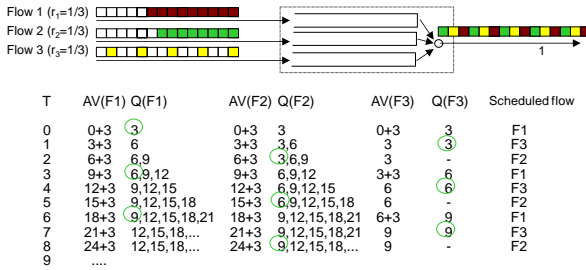 Flow 1 (r1=1/3)
Flow 2 (r2=1/3)
Flow 3 (r3=1/3)
1
T AV(F1) Q(F1) AV(F2) Q(F2) AV(F3) Q(F3) Scheduled flow
0 0+3 3 0+3 3 0+3 3 F1
1 3+3 6 3+3 3,6 3 3 F3
2 6+3 6,9 6+3 3,6,9 3 - F2
3 9+3 6,9,12 9+3 6,9,12 3+3 6 F1
4 12+3 9,12,15 12+3 6,9,12,15 6 6 F3
5 15+3 9,12,15,18 15+3 6,9,12,15,18 6 - F2
6 18+3 9,12,15,18,21 18+3 9,12,15,18,21 6+3 9 F1
7 21+3 12,15,18,... 21+3 9,12,15,18,21 9 9 F3
8 24+3 12,15,18,... 24+3 9,12,15,18,... 9 - F2
9 ....